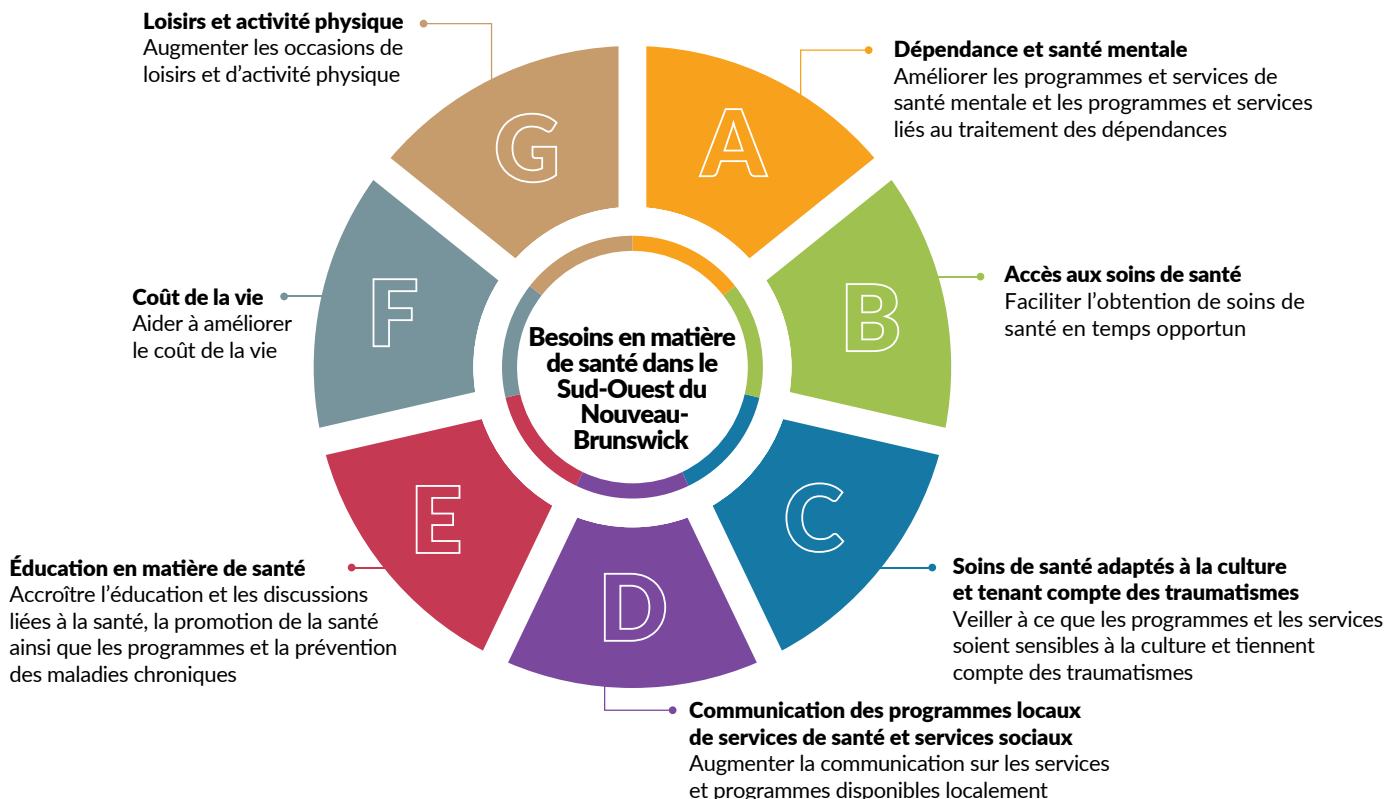 Loisirs et activité physique
Augmenter les occasions de
loisirs et d’activité physique
Dépendance et santé mentale
Améliorer les programmes et services de
santé mentale et les programmes et services
liés au traitement des dépendances
G
A
Coût de la vie
Aider à améliorer
le coût de la vie
F
B
Accès aux soins de santé
Faciliter l’obtention de soins de
santé en temps opportun
Besoins en matière
de santé dans le
Sud-Ouest du
Nouveau-
Brunswick
E
C
Éducation en matière de santé
Accroître l’éducation et les discussions
liées à la santé, la promotion de la santé
ainsi que les programmes et la prévention
des maladies chroniques
D
Soins de santé adaptés à la culture
et tenant compte des traumatismes
Veiller à ce que les programmes et les services
soient sensibles à la culture et tiennent
compte des traumatismes
Communication des programmes locaux
de services de santé et services sociaux
Augmenter la communication sur les services
et programmes disponibles localement